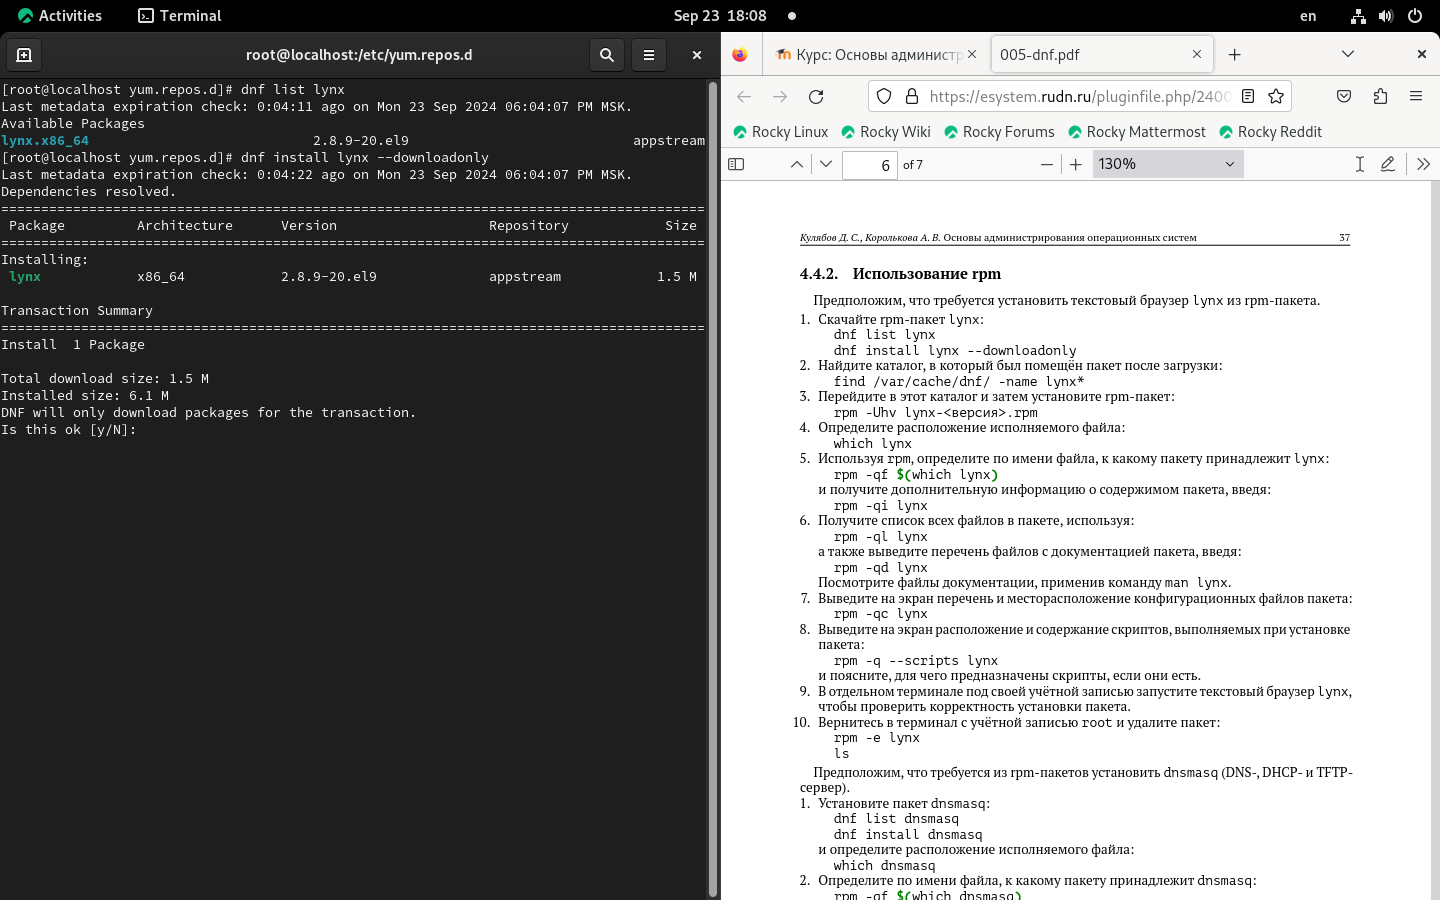 Activities
Terminal
Sep 23 18:08
en
root@localhost:/etc/yum.repos.d
[root@localhost yum.repos.d]# dnf list lynx
Last metadata expiration check: 0:04:11 ago on Mon 23 Sep 2024 06:04:07 PM MSK.
Available Packages
lynx.x86_64 2.8.9-20.el9 appstream
[root@localhost yum.repos.d]# dnf install lynx --downloadonly
Last metadata expiration check: 0:04:22 ago on Mon 23 Sep 2024 06:04:07 PM MSK.
Dependencies resolved.
========================================================================================
Package Architecture Version Repository Size
========================================================================================
Installing:
lynx x86_64 2.8.9-20.el9 appstream 1.5 M
Transaction Summary
========================================================================================
Install 1 Package
Total download size: 1.5 M
Installed size: 6.1 M
DNF will only download packages for the transaction.
Is this ok [y/N]:
Курс: Основы администр
005-dnf.pdf
https://esystem.rudn.ru/pluginfile.php/2400
Rocky Linux Rocky Wiki Rocky Forums Rocky Mattermost Rocky Reddit
6 of 7 130%
Кулябов Д. С., Королькова А. В. Основы администрирования операционных систем 37
4.4.2. Использование rpm
Предположим, что требуется установить текстовый браузер lynx из rpm-пакета.
1. Скачайте rpm-пакет lynx:
dnf list lynx
dnf install lynx --downloadonly
2. Найдите каталог, в который был помещён пакет после загрузки:
find /var/cache/dnf/ -name lynx*
3. Перейдите в этот каталог и затем установите rpm-пакет:
rpm -Uhv lynx-<версия>.rpm
4. Определите расположение исполняемого файла:
which lynx
5. Используя rpm, определите по имени файла, к какому пакету принадлежит lynx:
rpm -qf $(which lynx)
и получите дополнительную информацию о содержимом пакета, введя:
rpm -qi lynx
6. Получите список всех файлов в пакете, используя:
rpm -ql lynx
а также выведите перечень файлов с документацией пакета, введя:
rpm -qd lynx
Посмотрите файлы документации, применив команду man lynx.
7. Выведите на экран перечень и месторасположение конфигурационных файлов пакета:
rpm -qc lynx
8. Выведите на экран расположение и содержание скриптов, выполняемых при установке
пакета:
rpm -q --scripts lynx
и поясните, для чего предназначены скрипты, если они есть.
9. В отдельном терминале под своей учётной записью запустите текстовый браузер lynx,
чтобы проверить корректность установки пакета.
10. Вернитесь в терминал с учётной записью root и удалите пакет:
rpm -e lynx
ls
Предположим, что требуется из rpm-пакетов установить dnsmasq (DNS-, DHCP- и TFTP-
сервер).
1. Установите пакет dnsmasq:
dnf list dnsmasq
dnf install dnsmasq
и определите расположение исполняемого файла:
which dnsmasq
2. Определите по имени файла, к какому пакету принадлежит dnsmasq:
rpm -qf $(which dnsmasq)